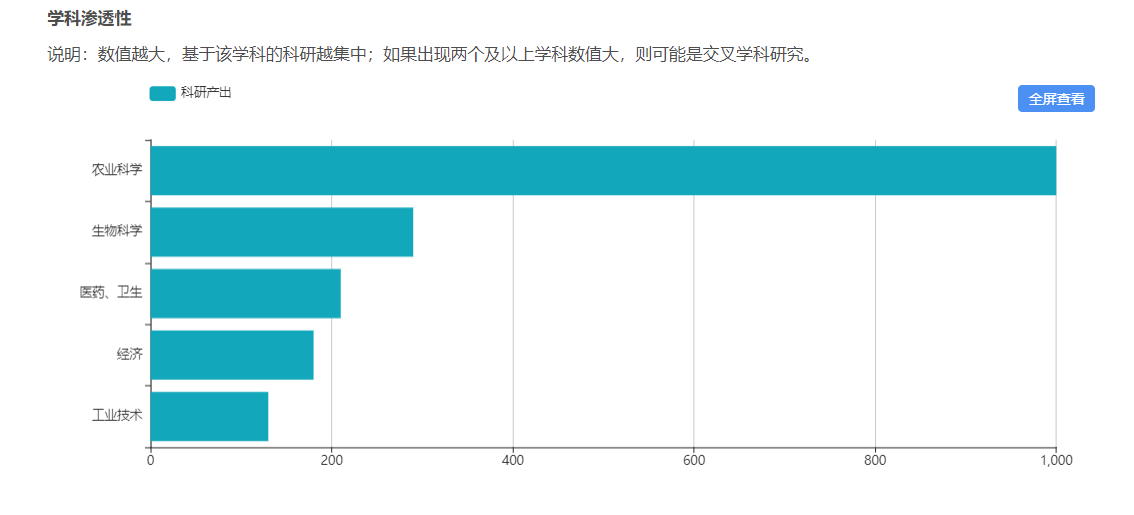 学科渗透性
说明：数值越大，基于该学科的科研越集中；如果出现两个及以上学科数值大，则可能是交叉学科研究。
科研产出
全屏查看
农业科学
生物科学
医药、卫生
经济
工业技术
0 200 400 600 800 1,000